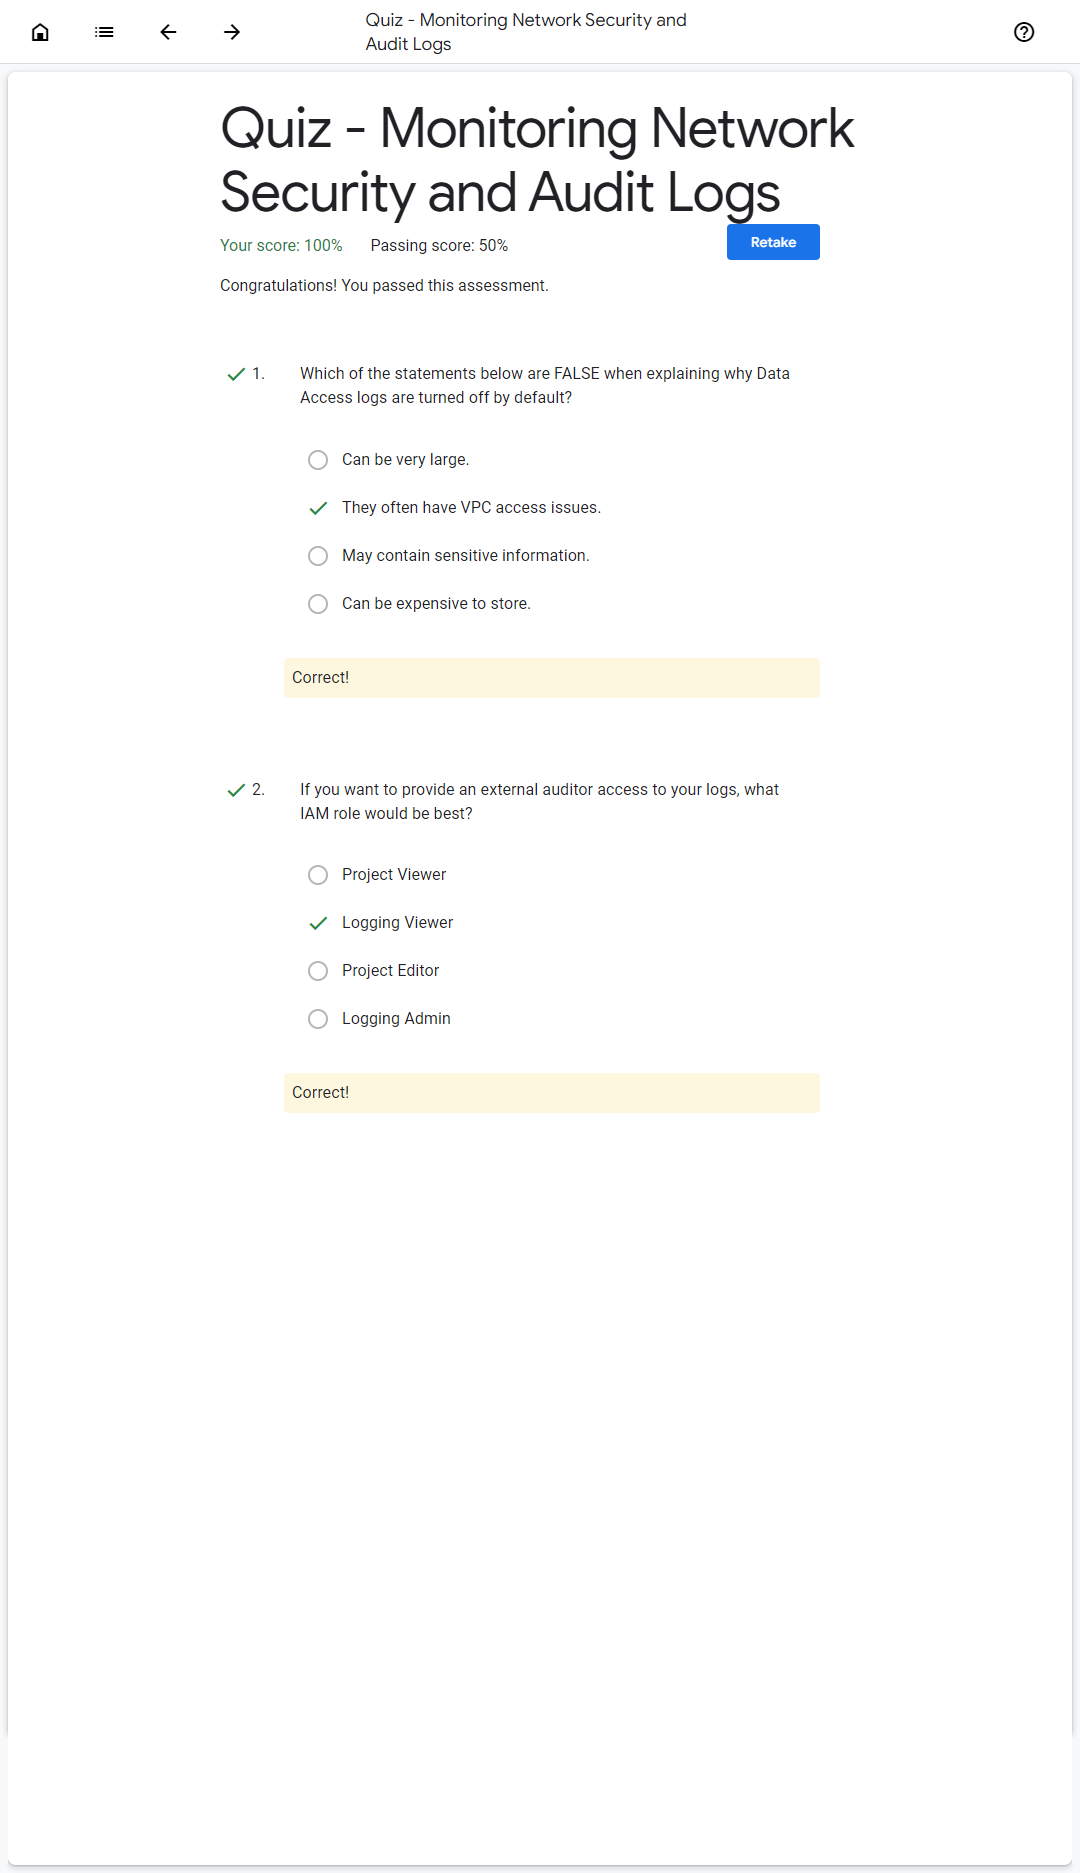 Quiz - Monitoring Network Security and
Audit Logs
Quiz - Monitoring Network
Security and Audit Logs
Your score: 100% Passing score: 50% Retake
Congratulations! You passed this assessment.
1. Which of the statements below are FALSE when explaining why Data
Access logs are turned off by default?
Can be very large.
They often have VPC access issues.
May contain sensitive information.
Can be expensive to store.
Correct!
2. If you want to provide an external auditor access to your logs, what
IAM role would be best?
Project Viewer
Logging Viewer
Project Editor
Logging Admin
Correct!